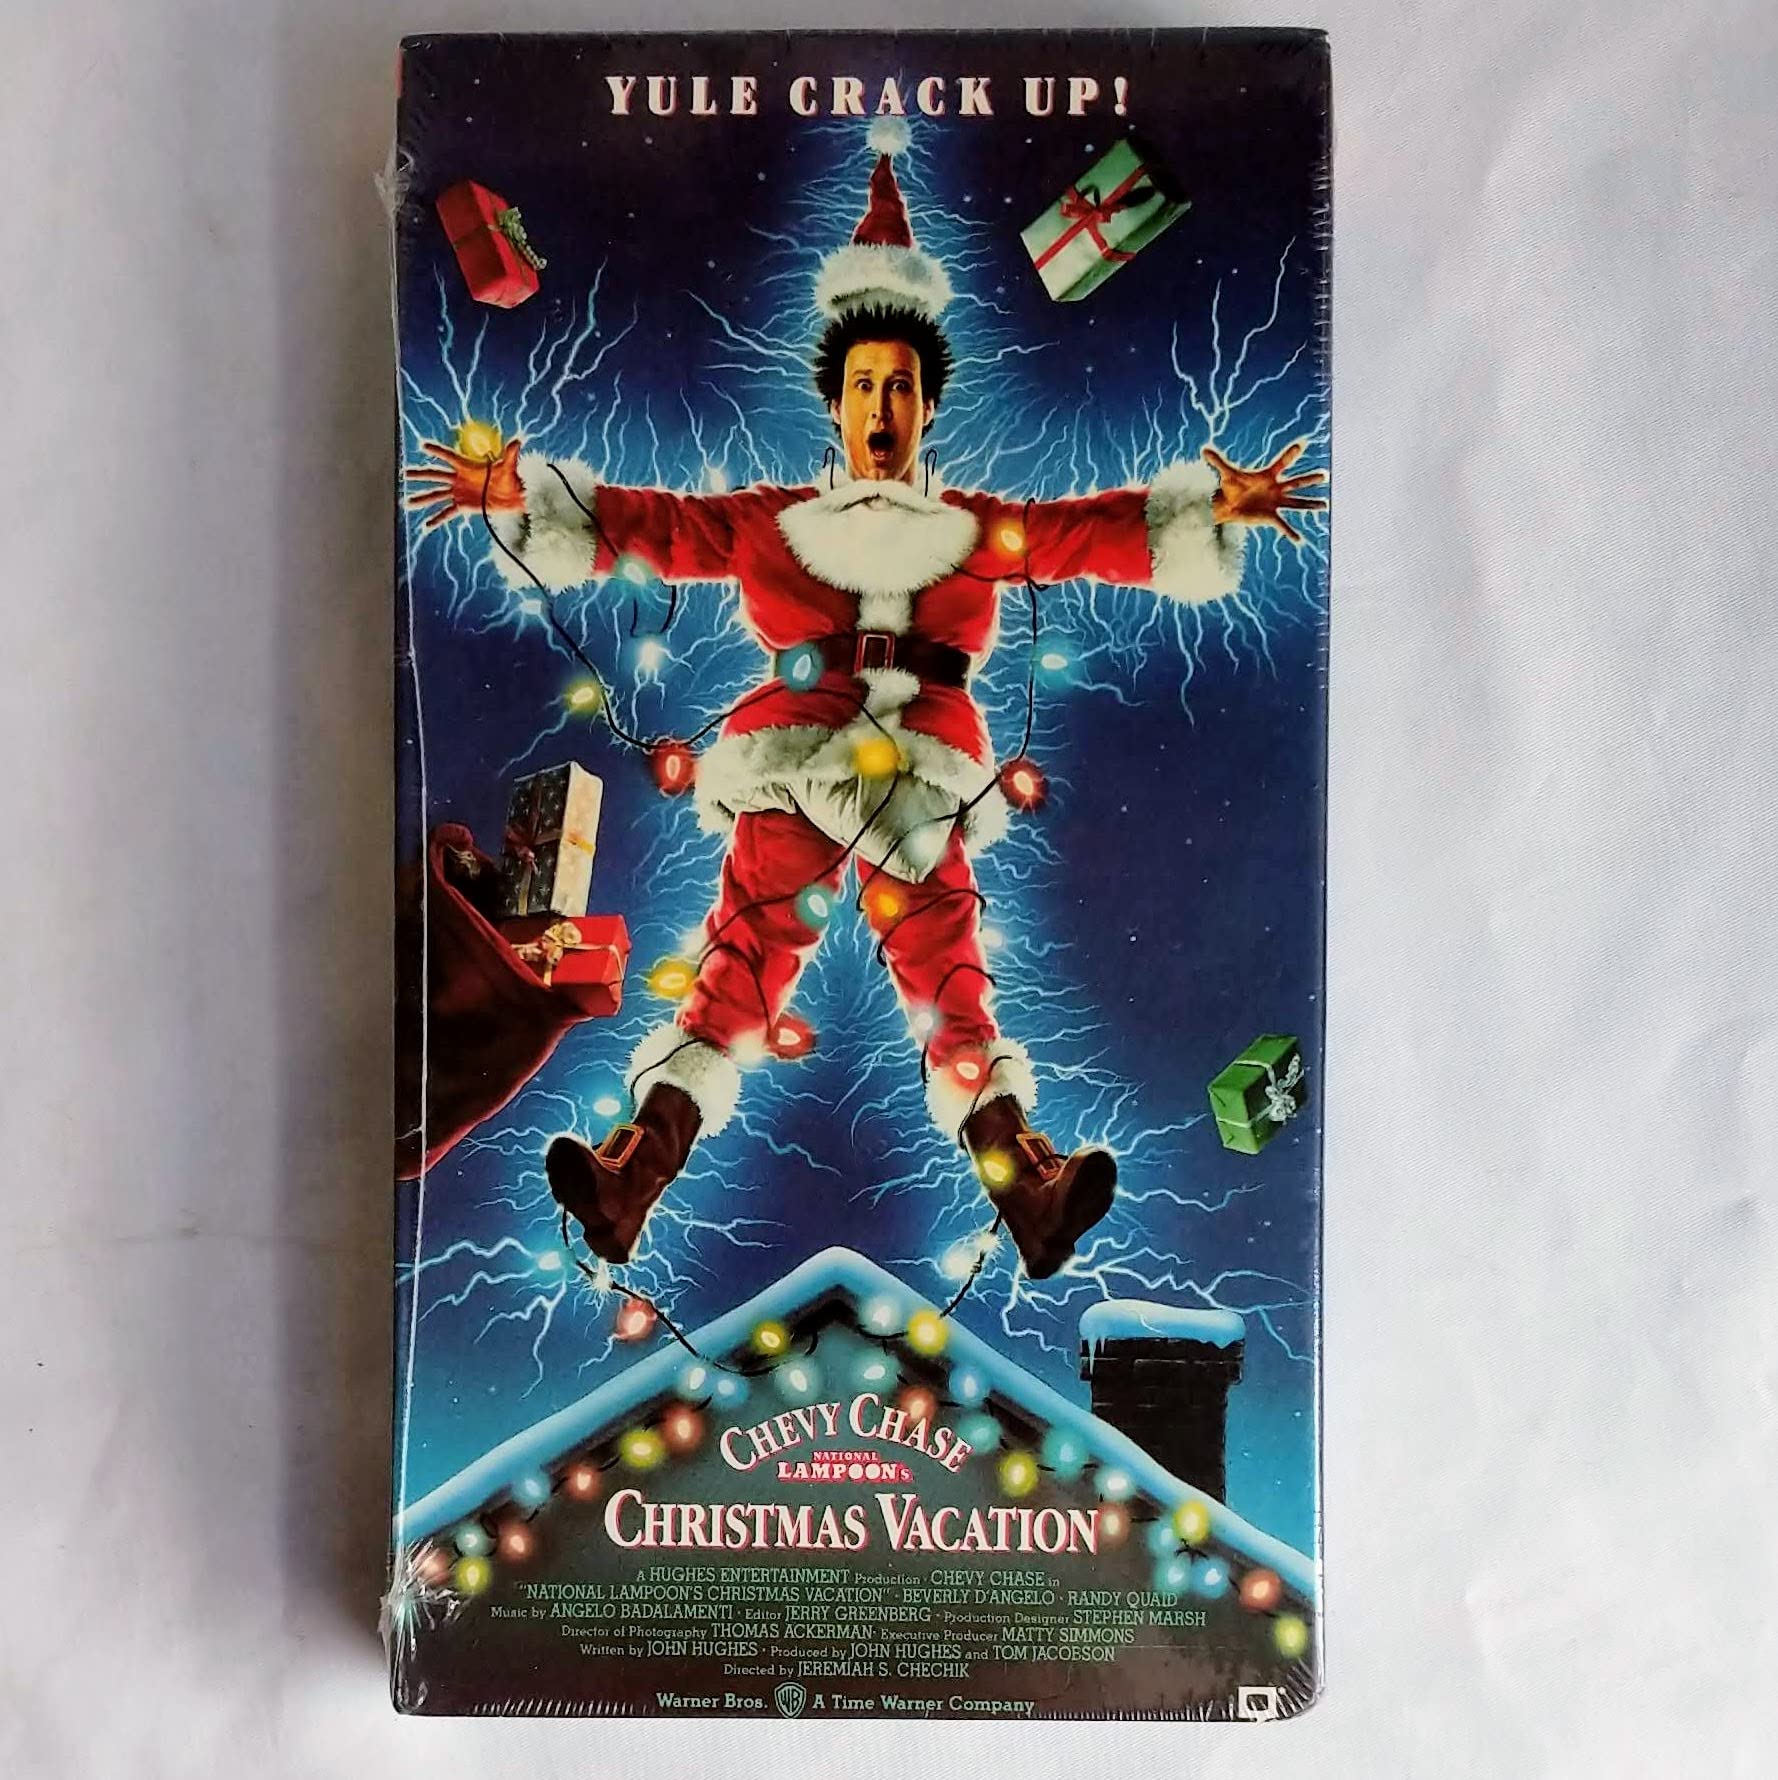 YULE CRACK UP!
CHEVY CHASE
NATIONAL
LAMPOON'S
CHRISTMAS VACATION
A HUGHES ENTERTAINMENT Production · CHEVY CHASE in
"NATIONAL LAMPOON'S CHRISTMAS VACATION" · BEVERLY D'ANGELO · RANDY QUAID
Music by ANGELO BADALAMENTI · Editor JERRY GREENBERG · Production Designer STEPHEN MARSH
Director of Photography THOMAS ACKERMAN · Executive Producer MATTY SIMMONS
Written by JOHN HUGHES · Produced by JOHN HUGHES and TOM JACOBSON
Directed by JEREMIAH S. CHECHIK
Warner Bros. WB A Time Warner Company